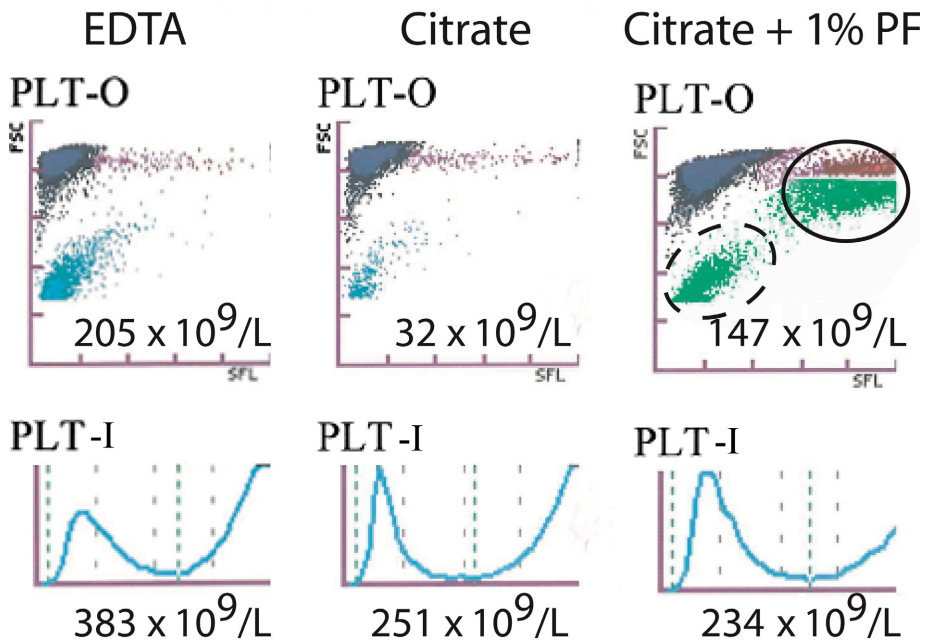 EDTA Citrate Citrate + 1% PF
PLT-O PLT-O PLT-O
FSC FSC FSC
205 x 10⁹/L 32 x 10⁹/L 147 x 10⁹/L
SFL SFL SFL
PLT-I PLT-I PLT-I
383 x 10⁹/L 251 x 10⁹/L 234 x 10⁹/L